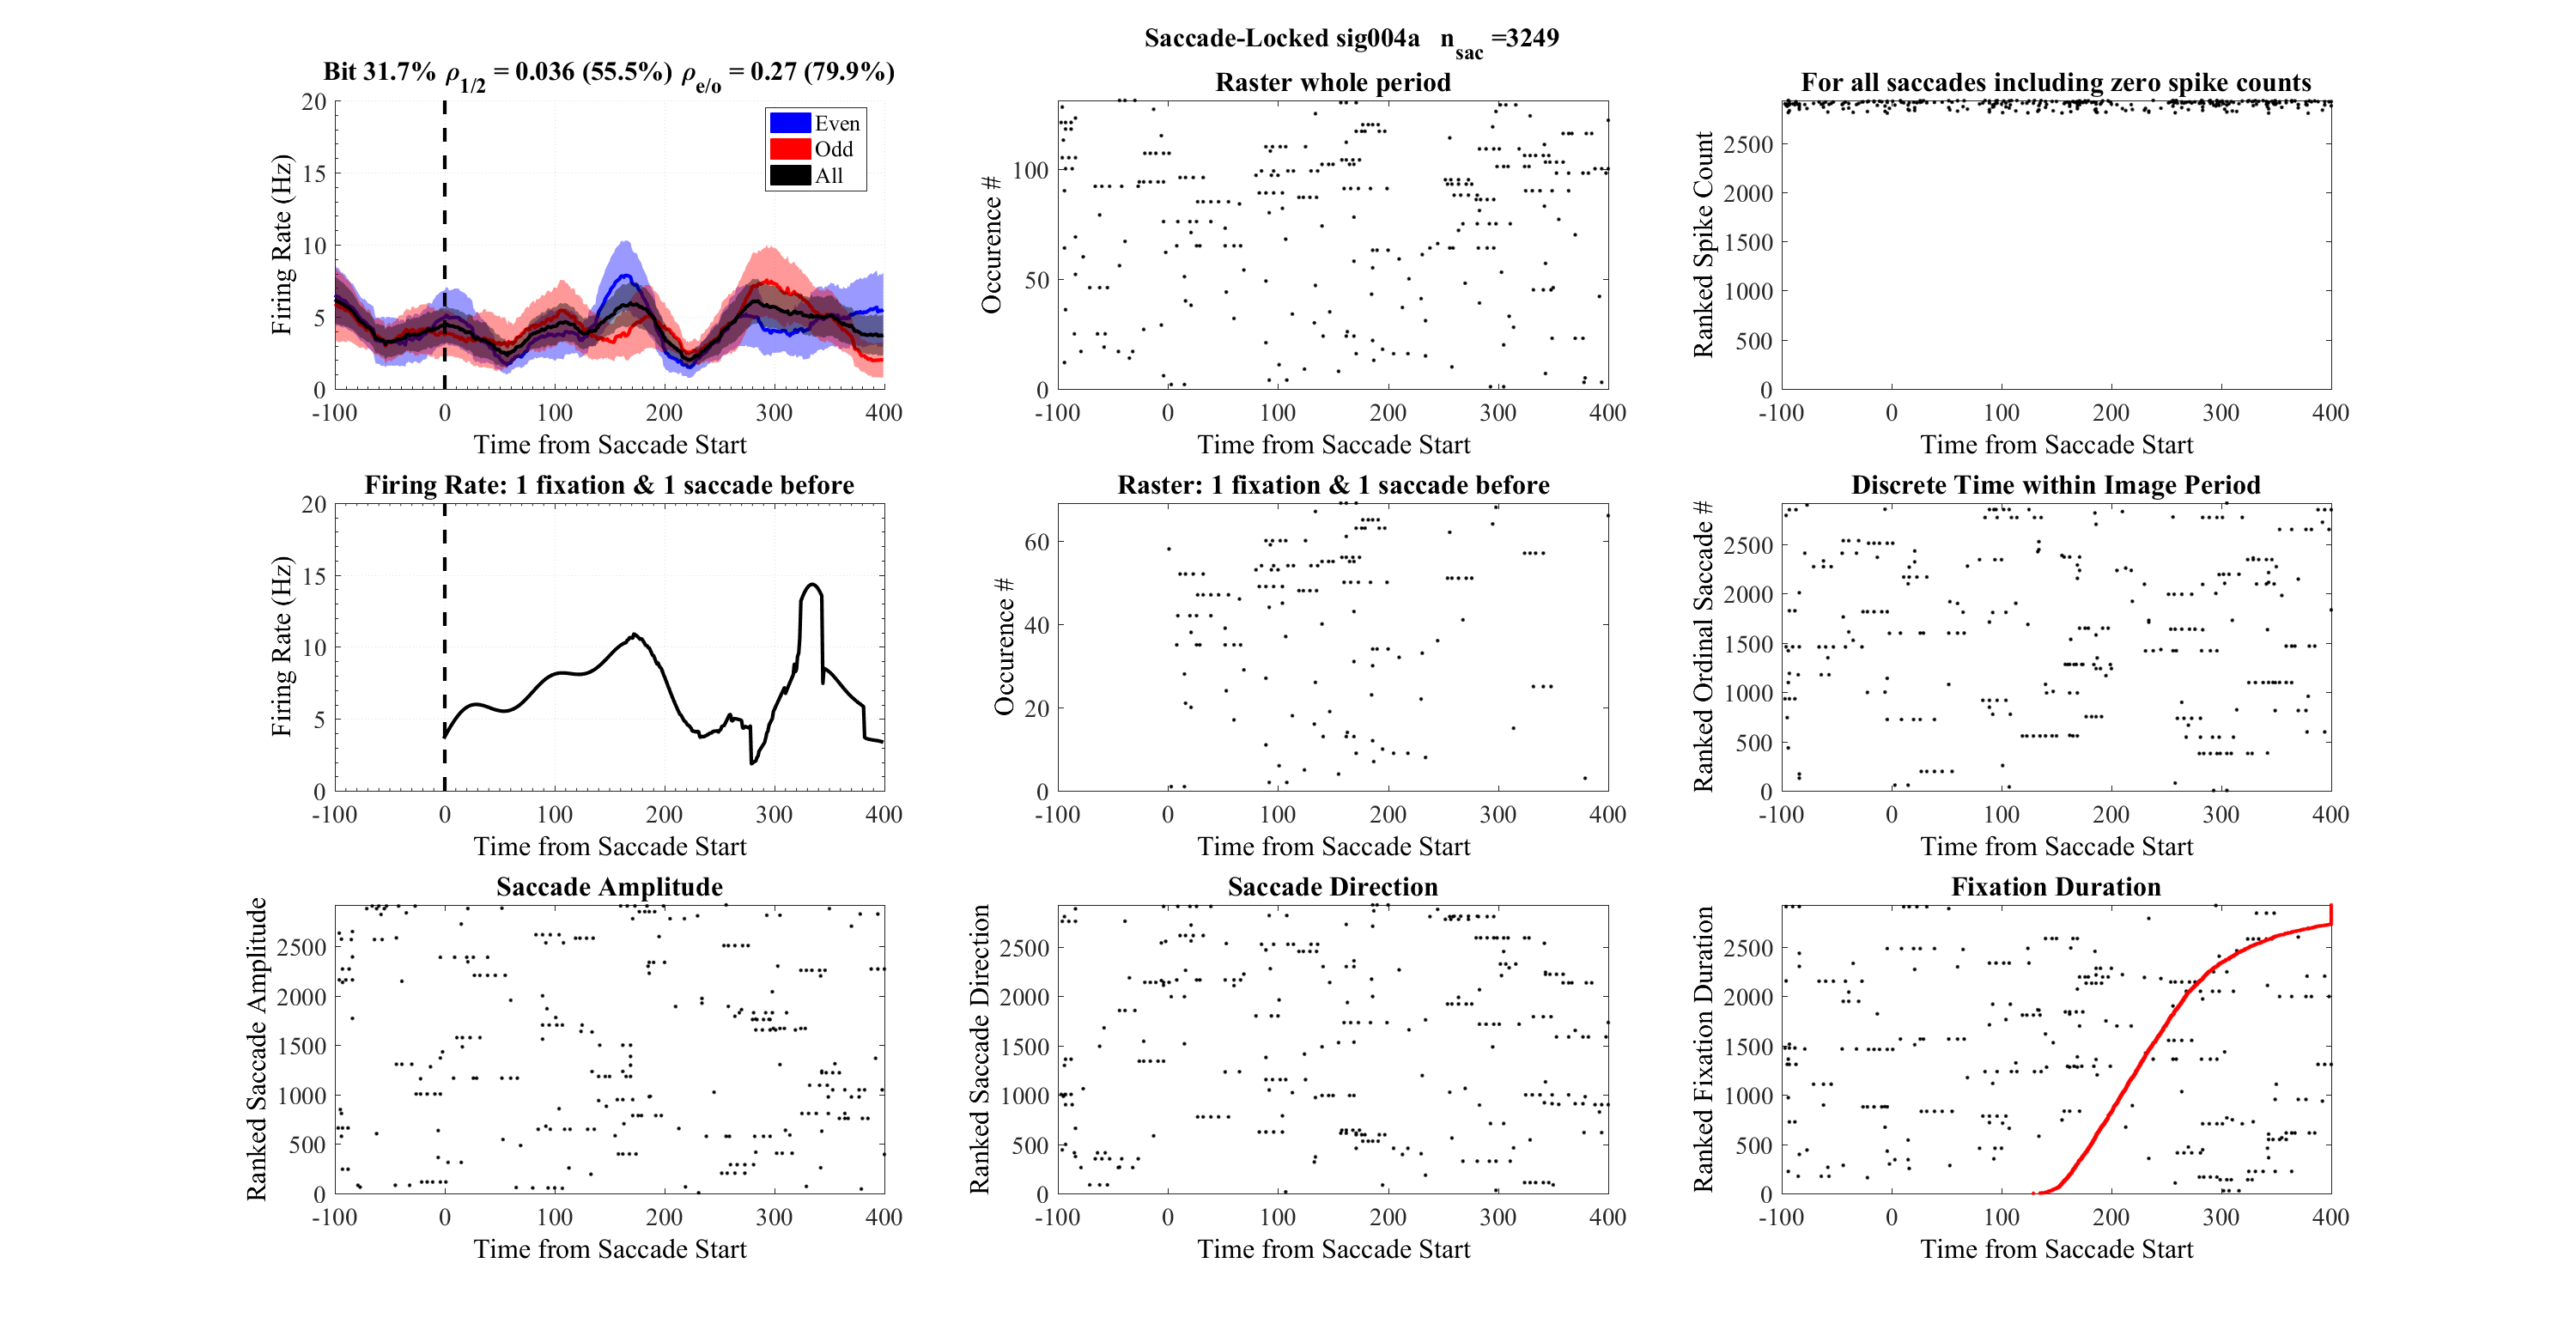 Saccade-Locked sig004a n_sac =3249
Bit 31.7% ρ_1/2 = 0.036 (55.5%) ρ_e/o = 0.27 (79.9%)
Firing Rate (Hz)
20
15
10
5
0
Even
Odd
All
-100 0 100 200 300 400
Time from Saccade Start
Raster whole period
Occurence #
100
50
0
-100 0 100 200 300 400
Time from Saccade Start
For all saccades including zero spike counts
Ranked Spike Count
2500
2000
1500
1000
500
0
-100 0 100 200 300 400
Time from Saccade Start
Firing Rate: 1 fixation & 1 saccade before
Firing Rate (Hz)
20
15
10
5
0
-100 0 100 200 300 400
Time from Saccade Start
Raster: 1 fixation & 1 saccade before
Occurence #
60
40
20
0
-100 0 100 200 300 400
Time from Saccade Start
Discrete Time within Image Period
Ranked Ordinal Saccade #
2500
2000
1500
1000
500
0
-100 0 100 200 300 400
Time from Saccade Start
Saccade Amplitude
Ranked Saccade Amplitude
2500
2000
1500
1000
500
0
-100 0 100 200 300 400
Time from Saccade Start
Saccade Direction
Ranked Saccade Direction
2500
2000
1500
1000
500
0
-100 0 100 200 300 400
Time from Saccade Start
Fixation Duration
Ranked Fixation Duration
2500
2000
1500
1000
500
0
-100 0 100 200 300 400
Time from Saccade Start